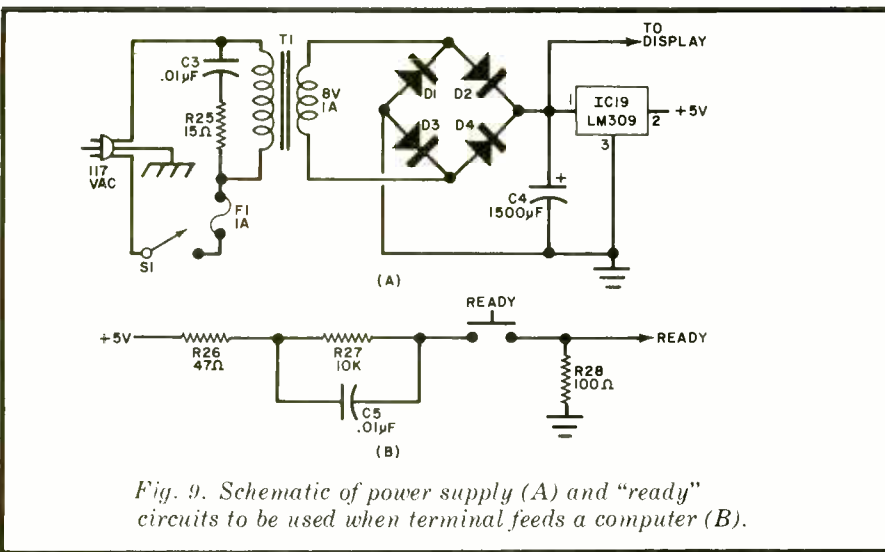 TO
DISPLAY
C3
.01µF
T1
R25
15Ω
8V
1A
D1
D2
D3
D4
1
IC19
LM309
2
+5V
3
117
VAC
F1
1A
S1
+
C4
1500µF
(A)
READY
+5V
R26
47Ω
R27
10K
READY
C5
.01µF
R28
100Ω
(B)
Fig. 9. Schematic of power supply (A) and "ready"
circuits to be used when terminal feeds a computer (B).